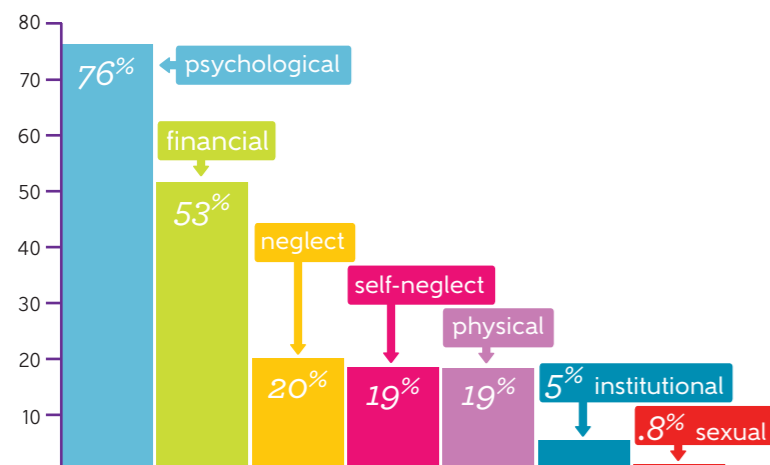 80
70
60
50
40
30
20
10
76% psychological
financial
53%
neglect
20%
self-neglect
19%
physical
19%
5% institutional
.8% sexual